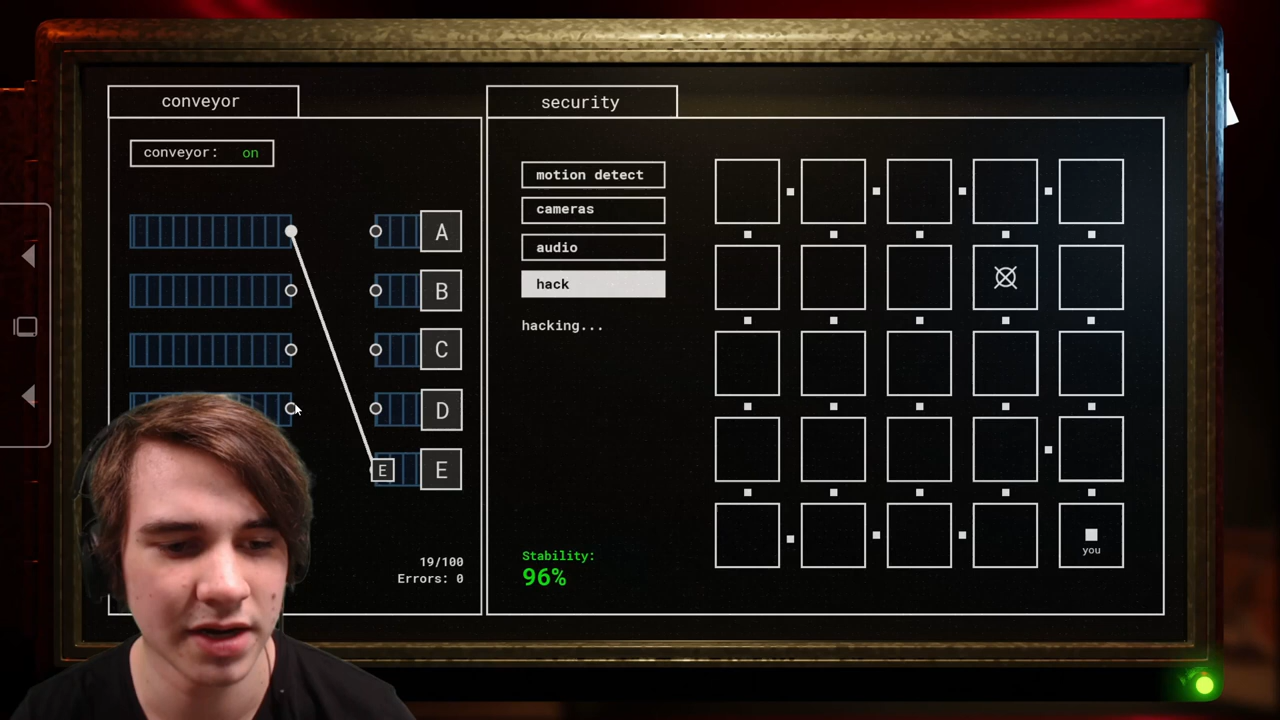 conveyor
conveyor: on
A
B
C
D
E
E
19/100
Errors: 0
security
motion detect
cameras
audio
hack
hacking...
Stability:
96%
you